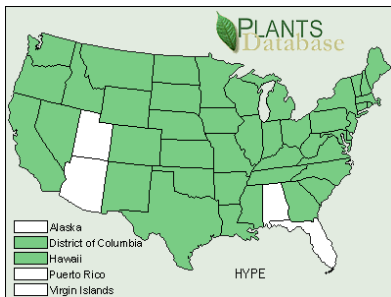 PLANTS
Database
Alaska
District of Columbia
Hawaii
Puerto Rico
Virgin Islands
HYPE